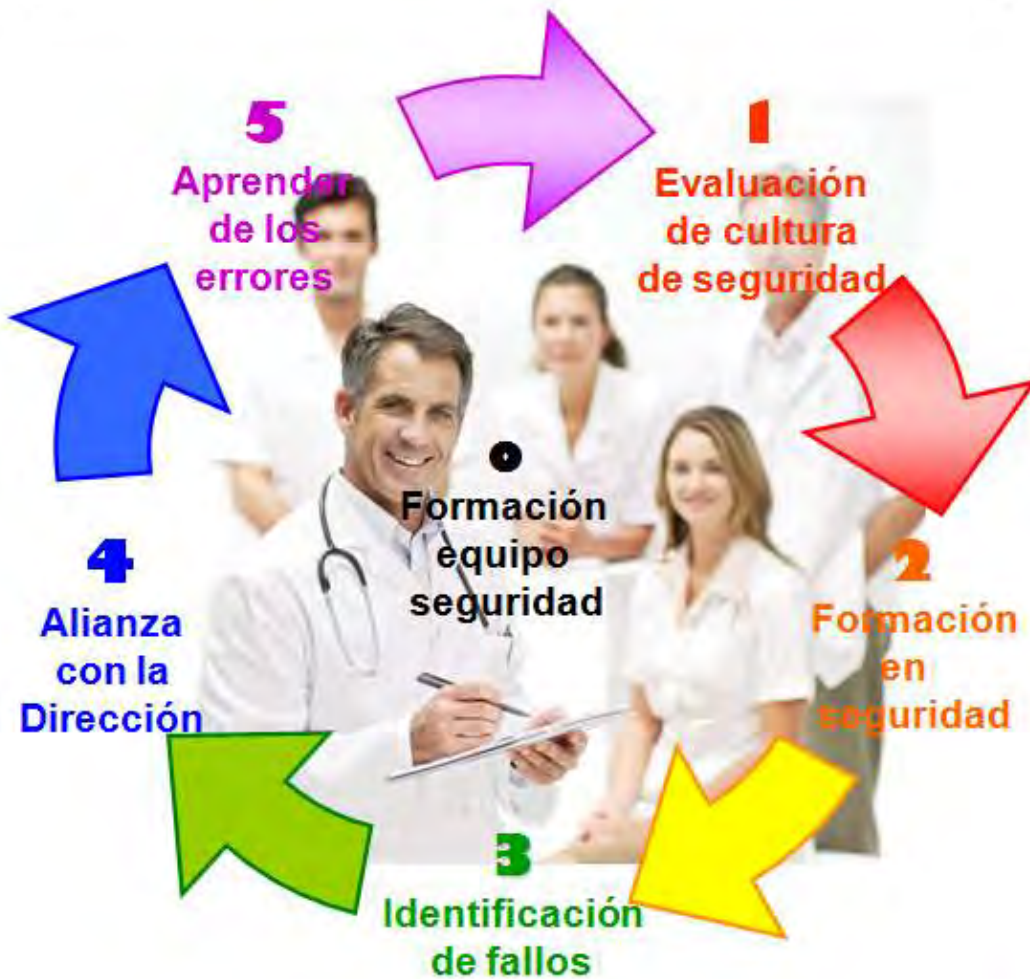 1
Evaluación
de cultura
de seguridad
2
Formación
en
seguridad
3
Identificación
de fallos
4
Alianza
con la
Dirección
5
Aprender
de los
errores
Formación
equipo
seguridad